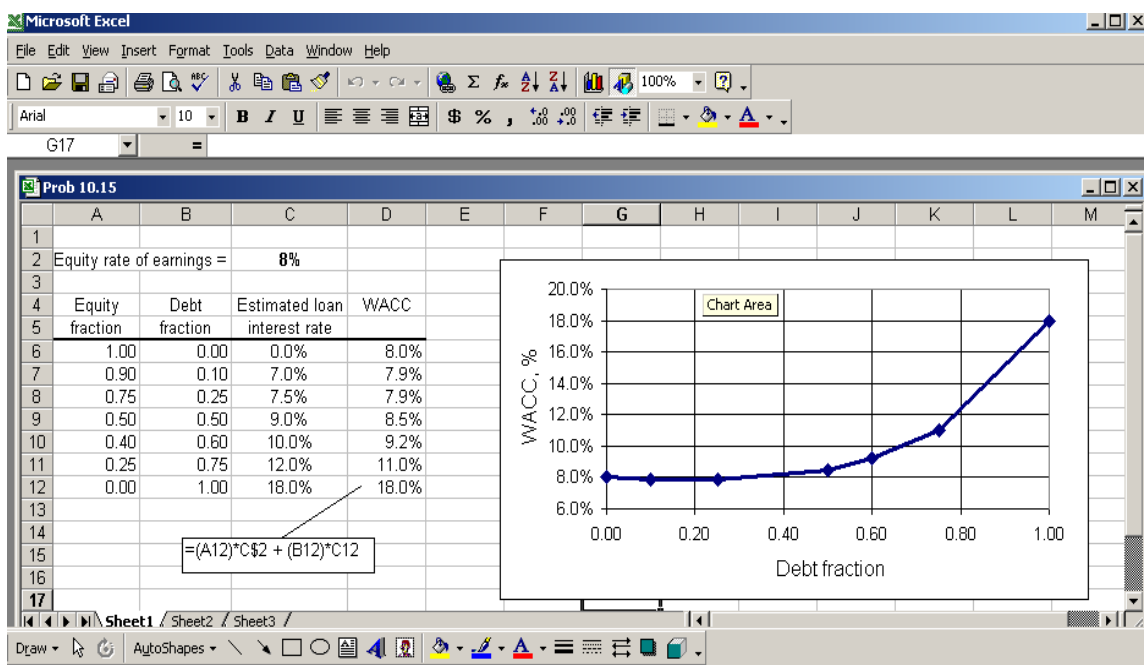 Microsoft Excel
File Edit View Insert Format Tools Data Window Help
100%
Arial 10 B I U $ % ,
G17 =
Prob 10.15
A B C D E F G H I J K L M
1
2 Equity rate of earnings = 8%
3
4 Equity Debt Estimated loan WACC
5 fraction fraction interest rate
6 1.00 0.00 0.0% 8.0%
7 0.90 0.10 7.0% 7.9%
8 0.75 0.25 7.5% 7.9%
9 0.50 0.50 9.0% 8.5%
10 0.40 0.60 10.0% 9.2%
11 0.25 0.75 12.0% 11.0%
12 0.00 1.00 18.0% 18.0%
13
14
15 =(A12)*C$2 + (B12)*C12
16
17
Chart Area
WACC, %
20.0%
18.0%
16.0%
14.0%
12.0%
10.0%
8.0%
6.0%
0.00 0.20 0.40 0.60 0.80 1.00
Debt fraction
Sheet1 / Sheet2 / Sheet3 /
Draw AutoShapes